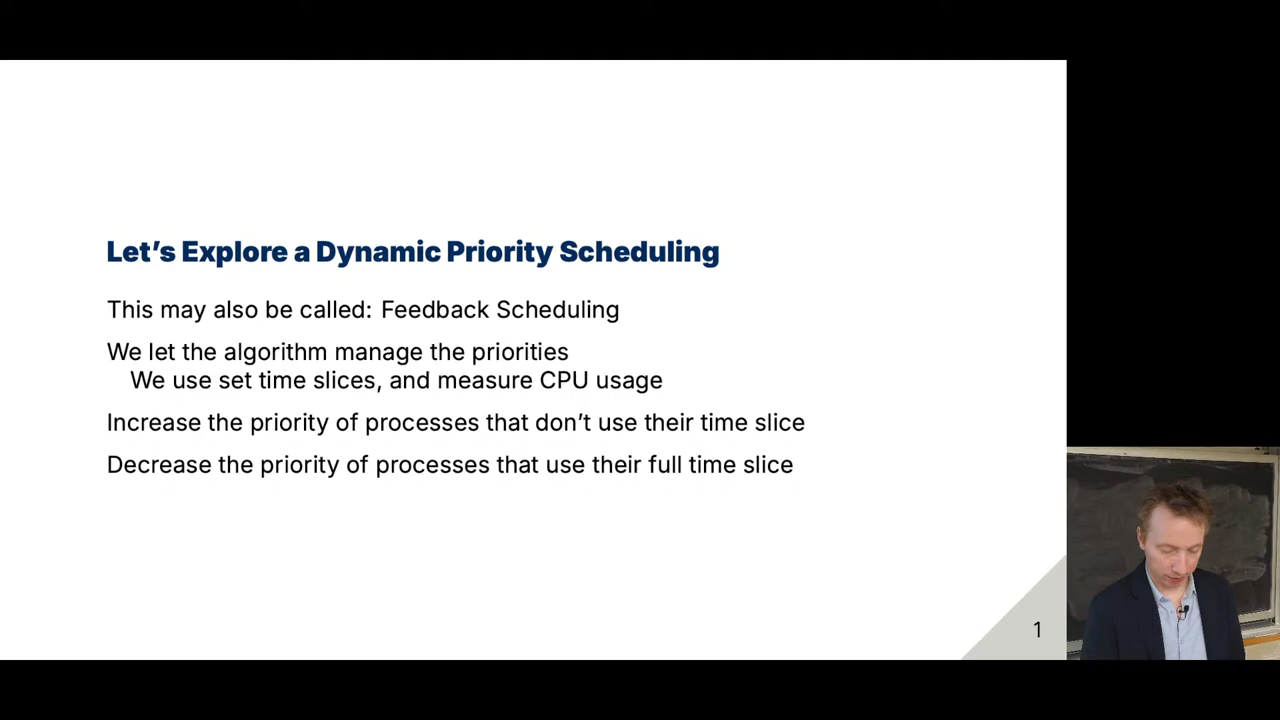 Let’s Explore a Dynamic Priority Scheduling
This may also be called: Feedback Scheduling
We let the algorithm manage the priorities
We use set time slices, and measure CPU usage
Increase the priority of processes that don’t use their time slice
Decrease the priority of processes that use their full time slice
1